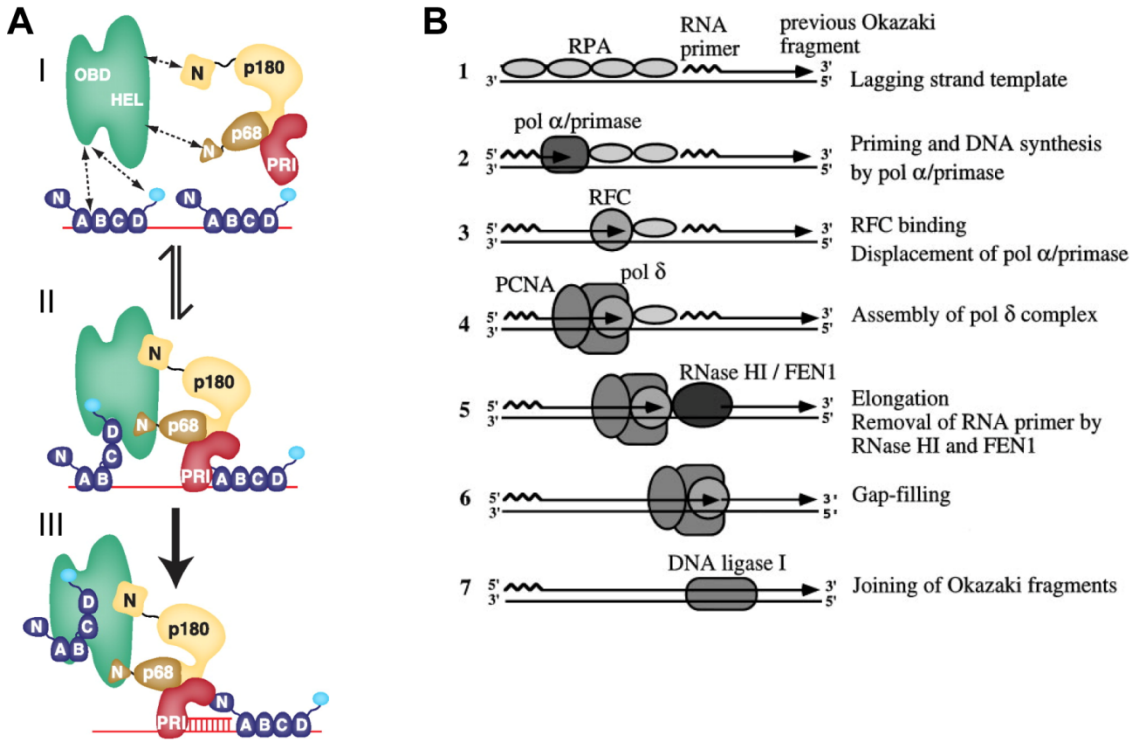 A
I
OBD
HEL
N
p180
N
p68
PRI
N
A B C D
N
A B C D
II
N
p180
N
p68
D
C
N
A B
PRI
A B C D
III
D
C
N
A B
N
p180
N
p68
PRI
N
A B C D
B
RPA
RNA
primer
previous Okazaki
fragment
1
3'
3'
5'
Lagging strand template
pol α/primase
2
5'
3'
3'
5'
Priming and DNA synthesis
by pol α/primase
RFC
3
5'
3'
3'
5'
RFC binding
Displacement of pol α/primase
PCNA
pol δ
4
5'
3'
3'
5'
Assembly of pol δ complex
RNase HI / FEN1
5
5'
3'
3'
5'
Elongation
Removal of RNA primer by
RNase HI and FEN1
6
5'
3'
3'
5'
Gap-filling
DNA ligase I
7
5'
3'
3'
5'
Joining of Okazaki fragments